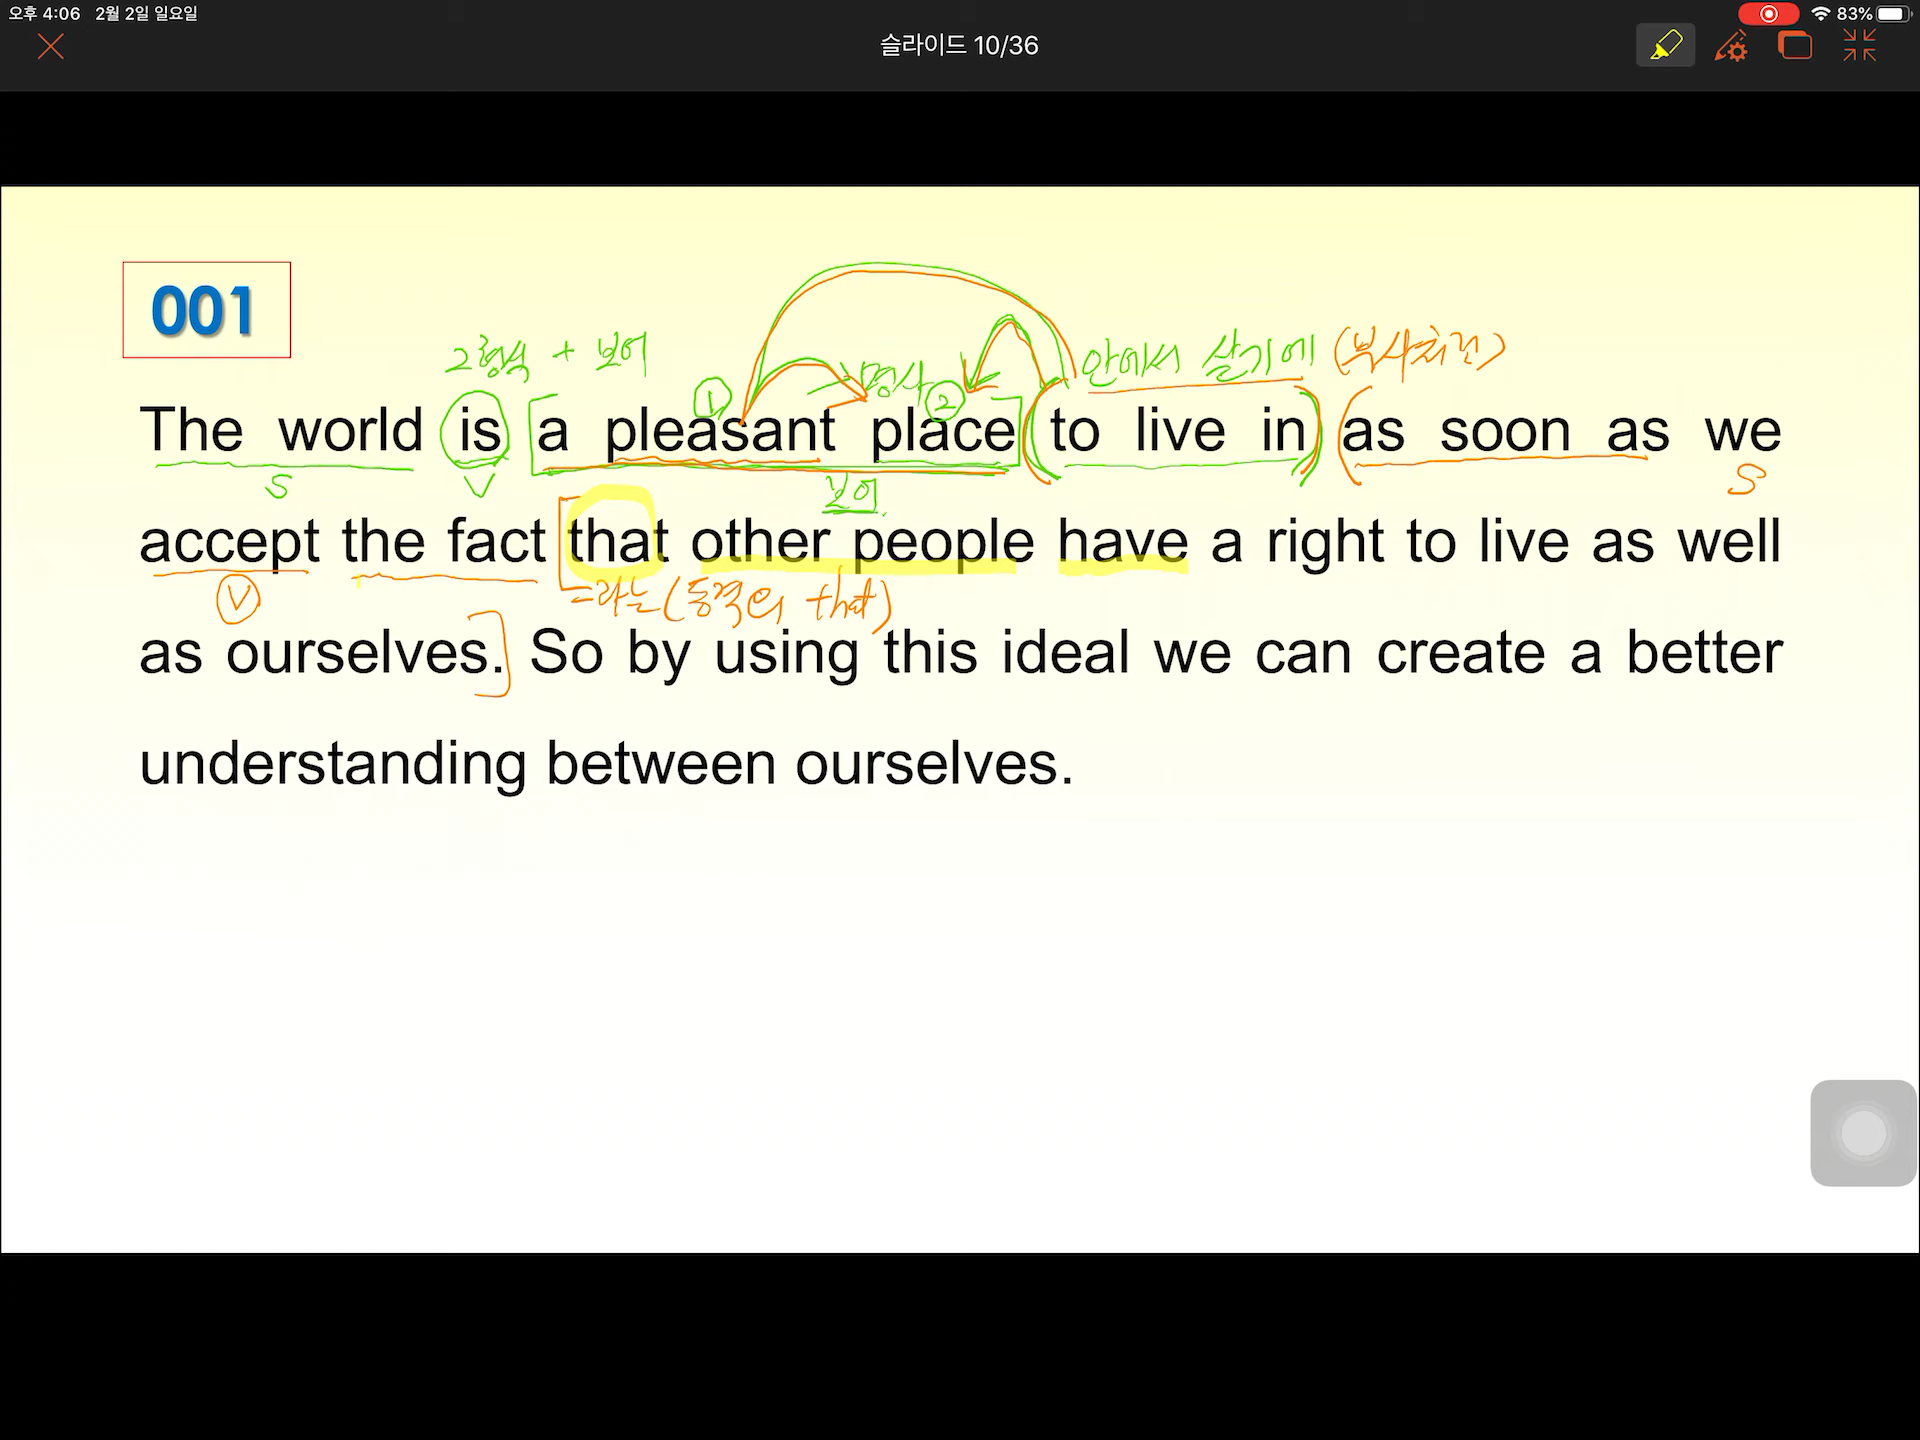 오후 4:06 2월 2일 일요일
83%
슬라이드 10/36
001
2형식 + 보어
① 명사 ② 안에서 살기에 (부사처럼)
The world is a pleasant place to live in as soon as we
S V 보어 S
accept the fact that other people have a right to live as well
V =라는 (동격의 that)
as ourselves. So by using this ideal we can create a better
understanding between ourselves.